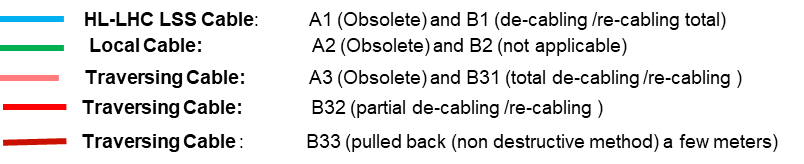 HL-LHC LSS Cable: A1 (Obsolete) and B1 (de-cabling /re-cabling total)
Local Cable: A2 (Obsolete) and B2 (not applicable)
Traversing Cable: A3 (Obsolete) and B31 (total de-cabling /re-cabling )
Traversing Cable: B32 (partial de-cabling /re-cabling )
Traversing Cable : B33 (pulled back (non destructive method) a few meters)